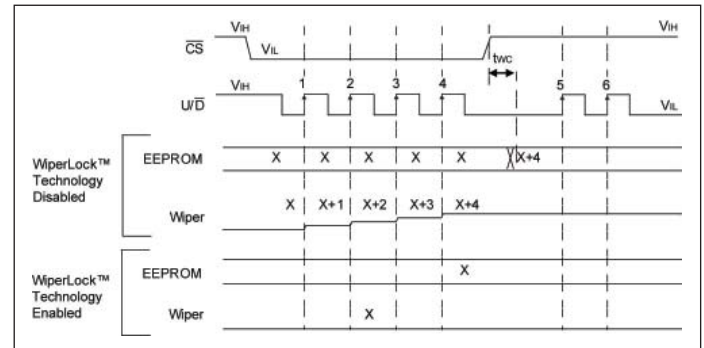 VIH VIH
CS VIL
tWC
VIH 1 2 3 4 5 6
U/D VIL
WiperLock™ Technology Disabled
EEPROM X X X X X X+4
Wiper X X+1 X+2 X+3 X+4
WiperLock™ Technology Enabled
EEPROM X
Wiper X